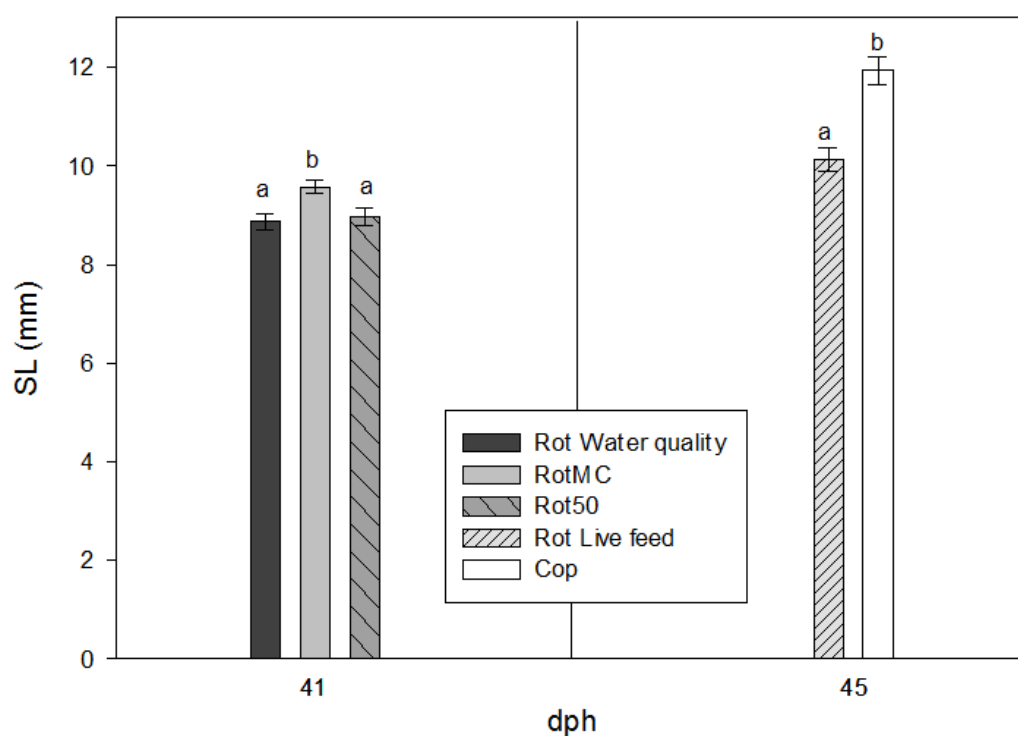 SL (mm)
12
10
8
6
4
2
0
a
b
a
a
b
Rot Water quality
RotMC
Rot50
Rot Live feed
Cop
41
45
dph